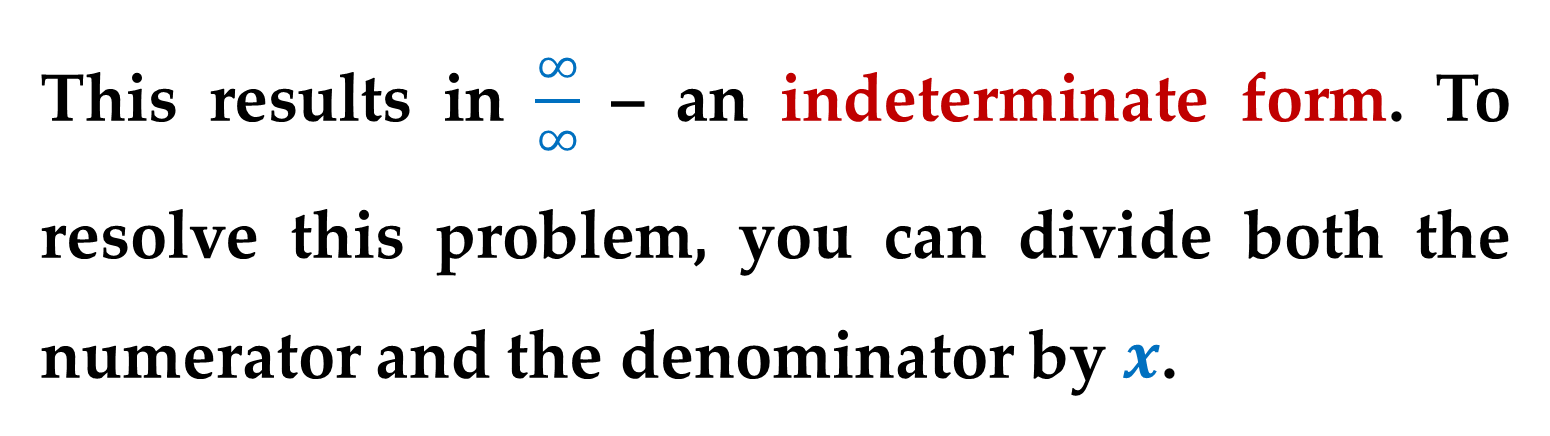 This results in ∞/∞ – an indeterminate form. To
resolve this problem, you can divide both the
numerator and the denominator by x.